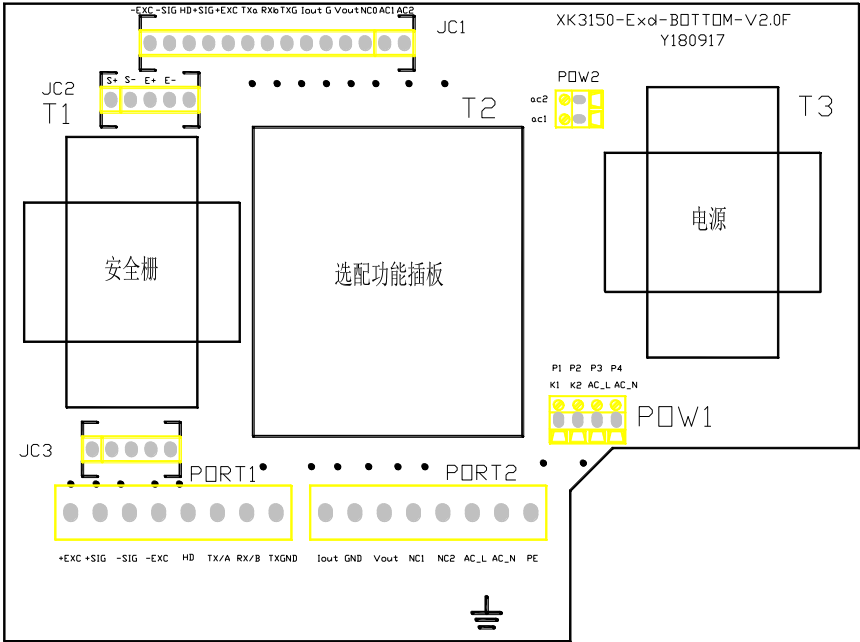 -EXC -SIG HD+SIG+EXC TXa RXb TXG Iout G Vout NC0 AC1 AC2
JC1
XK3150-Exd-BOTTOM-V2.0F
Y180917
JC2
S+ S- E+ E-
T1
T2
POW2
ac2
ac1
T3
安全栅
选配功能插板
电源
P1 P2 P3 P4
K1 K2 AC_L AC_N
POW1
JC3
PORT1
PORT2
+EXC +SIG -SIG -EXC HD TX/A RX/B TXGND
Iout GND Vout NC1 NC2 AC_L AC_N PE